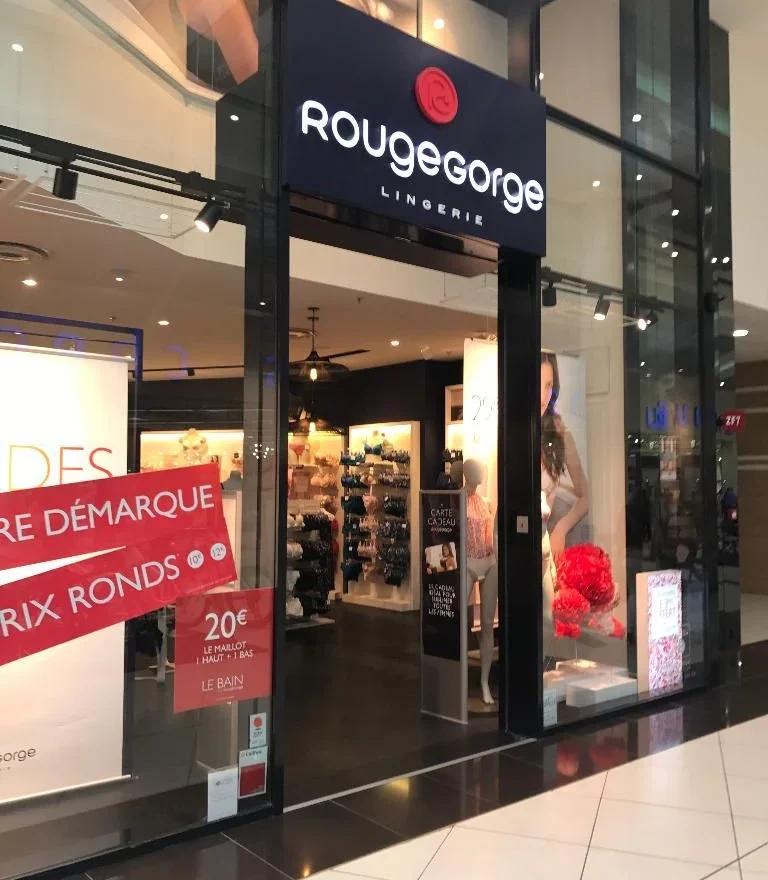 ROUGEGORGE
LINGERIE
DES
RE DÉMARQUE
RIX RONDS
10€ 12€
20€
LE MAILLOT
1 HAUT + 1 BAS
LE BAIN
CARTE
CADEAU
LE CADEAU
IDÉAL POUR
SUBLIMER
TOUTES
LES FEMMES